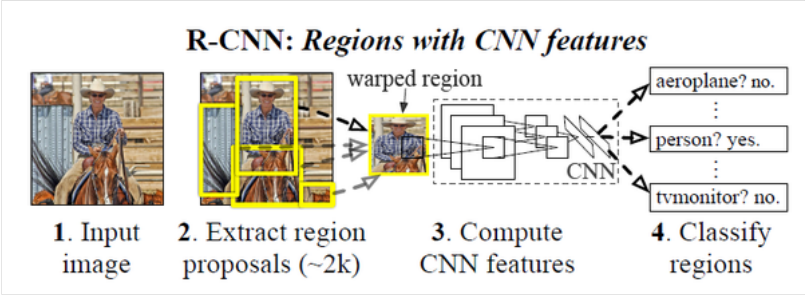 R-CNN: Regions with CNN features
warped region
aeroplane? no.
⋮
person? yes.
⋮
tvmonitor? no.
CNN
1. Input
image
2. Extract region
proposals (~2k)
3. Compute
CNN features
4. Classify
regions